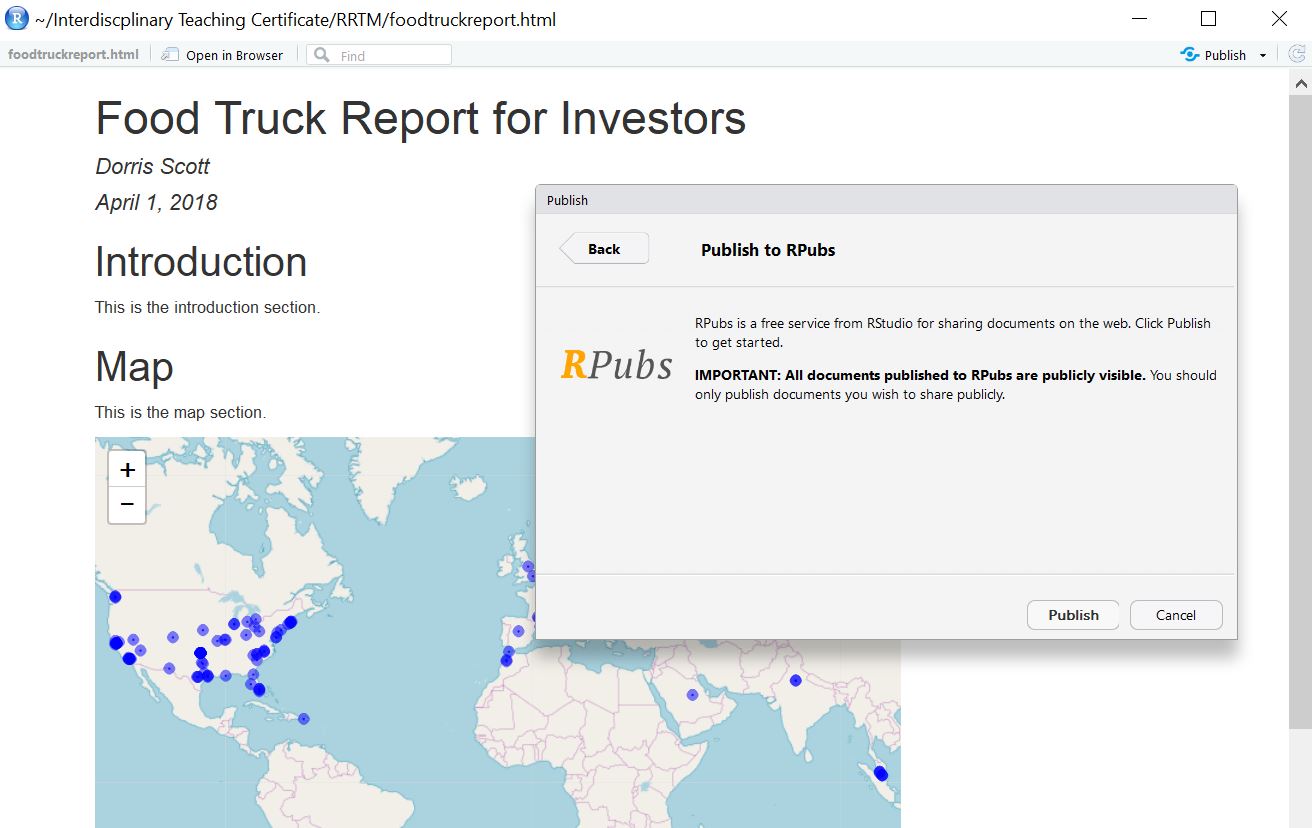 ~/Interdiscplinary Teaching Certificate/RRTM/foodtruckreport.html
foodtruckreport.html Open in Browser Find Publish
Food Truck Report for Investors
Dorris Scott
April 1, 2018
Introduction
This is the introduction section.
Map
This is the map section.
+
−
Publish
Back Publish to RPubs
RPubs
RPubs is a free service from RStudio for sharing documents on the web. Click Publish
to get started.
IMPORTANT: All documents published to RPubs are publicly visible. You should
only publish documents you wish to share publicly.
Publish Cancel